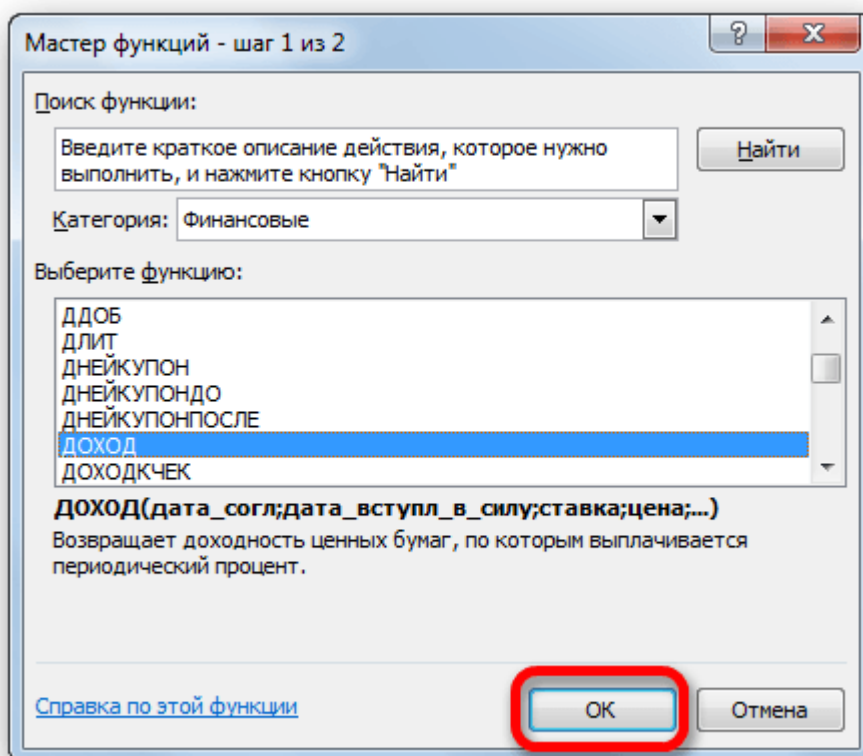 Мастер функций - шаг 1 из 2
Поиск функции:
Введите краткое описание действия, которое нужно
выполнить, и нажмите кнопку "Найти"
Найти
Категория: Финансовые
Выберите функцию:
ДДОБ
ДЛИТ
ДНЕЙКУПОН
ДНЕЙКУПОНДО
ДНЕЙКУПОНПОСЛЕ
ДОХОД
ДОХОДКЧЕК
ДОХОД(дата_согл;дата_вступл_в_силу;ставка;цена;...)
Возвращает доходность ценных бумаг, по которым выплачивается
периодический процент.
Справка по этой функции
ОК
Отмена